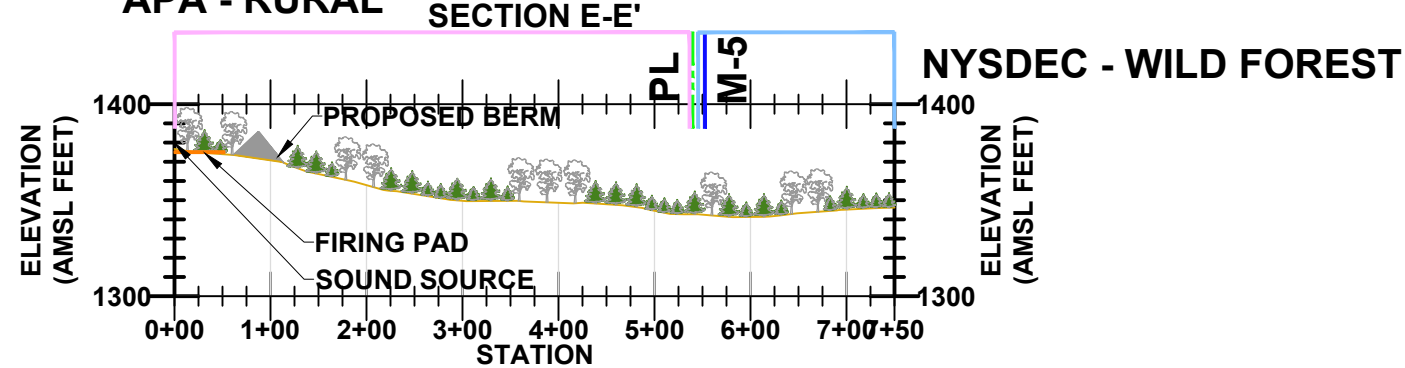 APA - RURAL
SECTION E-E'
NYSDEC - WILD FOREST
PL
M-5
1400
1400
PROPOSED BERM
ELEVATION
(AMSL FEET)
ELEVATION
(AMSL FEET)
FIRING PAD
SOUND SOURCE
1300
1300
0+00 1+00 2+00 3+00 4+00 5+00 6+00 7+00 7+50
STATION